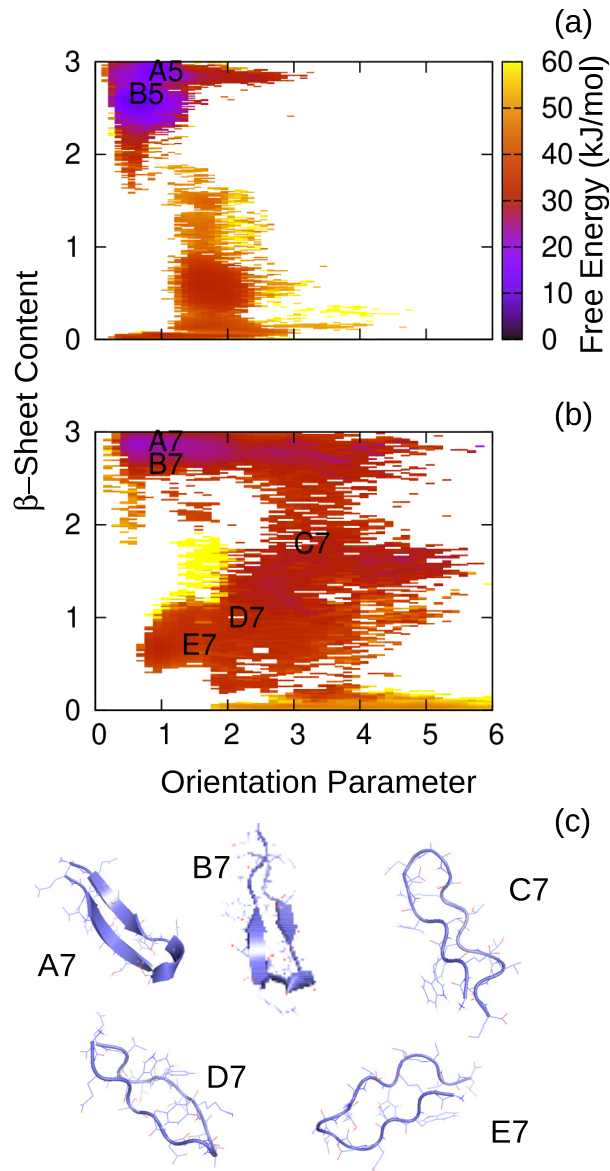 (a)
3
2
1
0
A5
B5
60
50
40
30
20
10
0
Free Energy (kJ/mol)
β−Sheet Content
(b)
3
2
1
0
A7
B7
C7
D7
E7
0 1 2 3 4 5 6
Orientation Parameter
(c)
B7
C7
A7
D7
E7